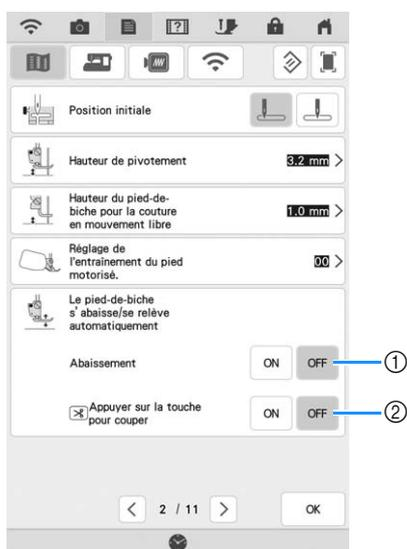 Position initiale
Hauteur de pivotement
3.2 mm >
Hauteur du pied-de-
biche pour la couture
en mouvement libre
1.0 mm >
Réglage de
l'entraînement du pied
motorisé.
00 >
Le pied-de-biche
s'abaisse/se relève
automatiquement
Abaissement
ON
OFF
①
Appuyer sur la touche
pour couper
ON
OFF
②
< 2 / 11 >
OK